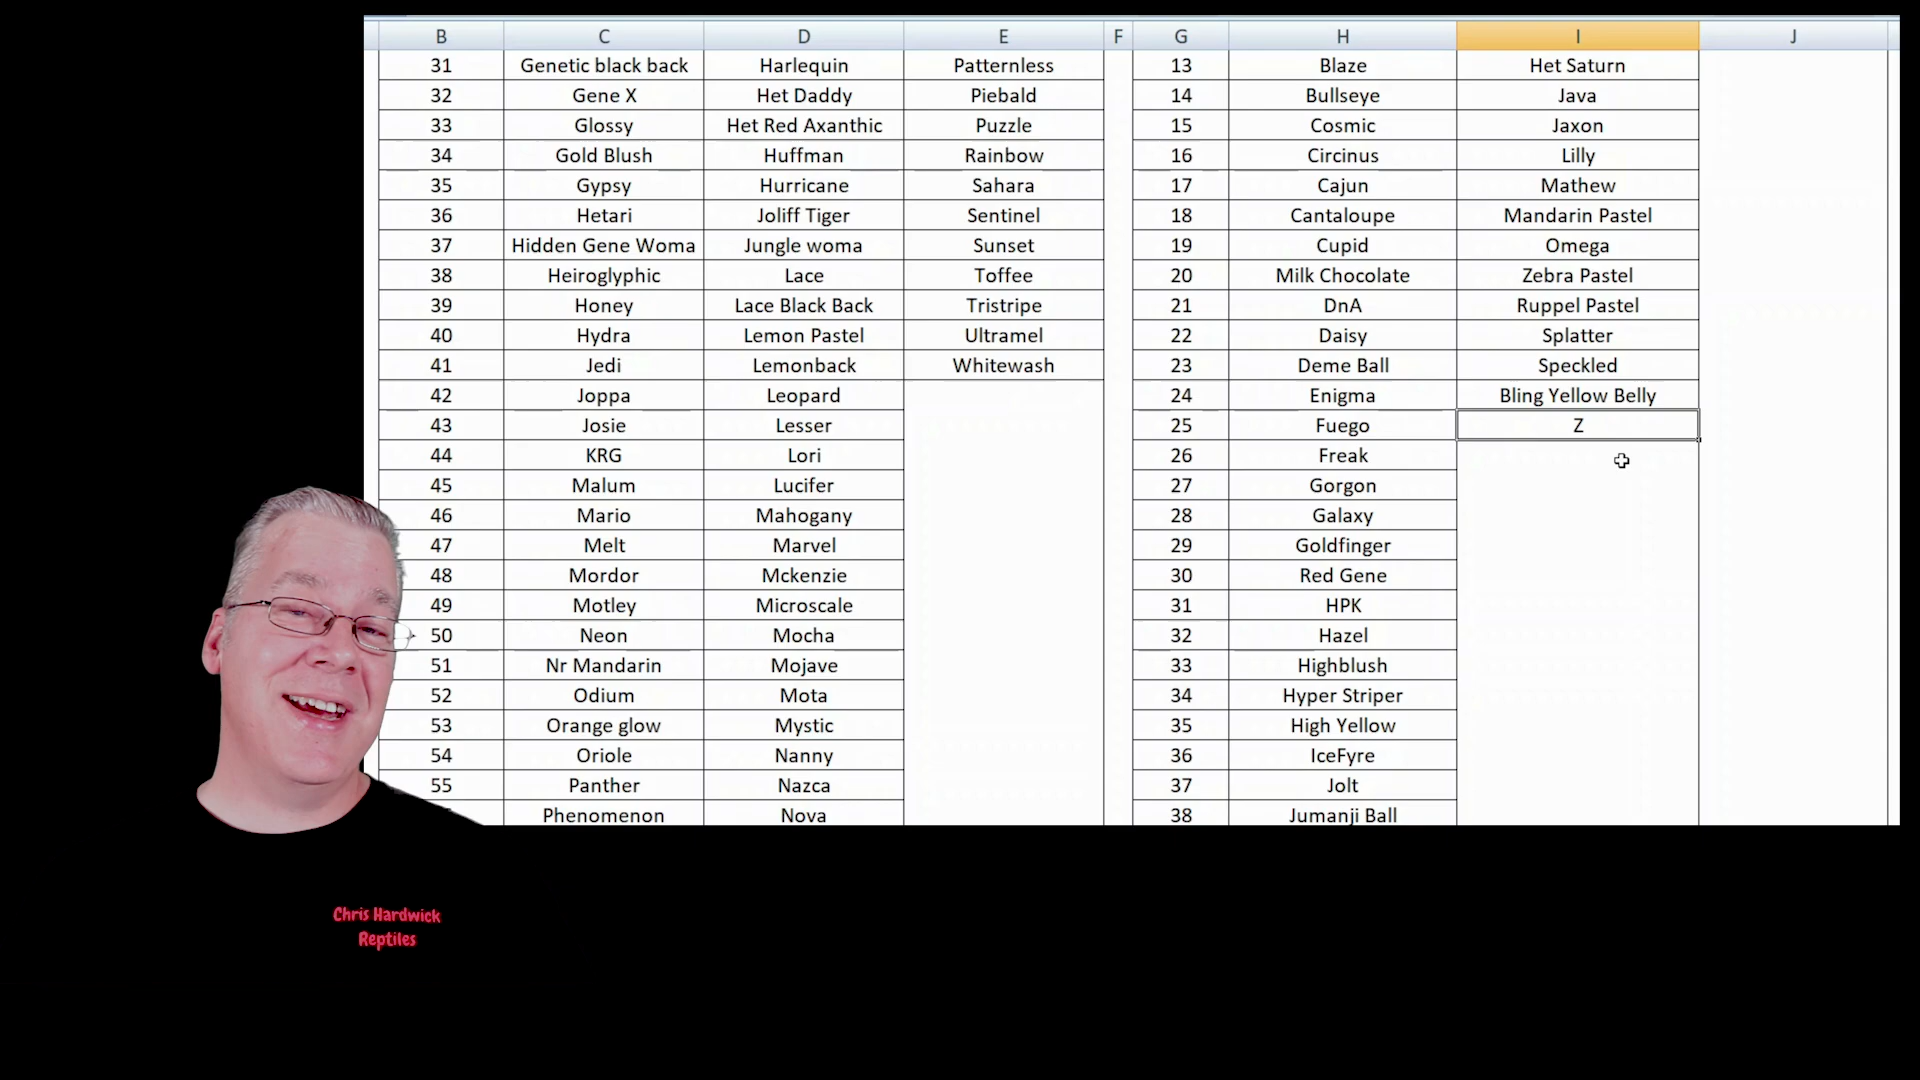 B C D E F G H I J
31 Genetic black back Harlequin Patternless 13 Blaze Het Saturn
32 Gene X Het Daddy Piebald 14 Bullseye Java
33 Glossy Het Red Axanthic Puzzle 15 Cosmic Jaxon
34 Gold Blush Huffman Rainbow 16 Circinus Lilly
35 Gypsy Hurricane Sahara 17 Cajun Mathew
36 Hetari Joliff Tiger Sentinel 18 Cantaloupe Mandarin Pastel
37 Hidden Gene Woma Jungle woma Sunset 19 Cupid Omega
38 Heiroglyphic Lace Toffee 20 Milk Chocolate Zebra Pastel
39 Honey Lace Black Back Tristripe 21 DnA Ruppel Pastel
40 Hydra Lemon Pastel Ultramel 22 Daisy Splatter
41 Jedi Lemonback Whitewash 23 Deme Ball Speckled
42 Joppa Leopard 24 Enigma Bling Yellow Belly
43 Josie Lesser 25 Fuego Z
44 KRG Lori 26 Freak
45 Malum Lucifer 27 Gorgon
46 Mario Mahogany 28 Galaxy
47 Melt Marvel 29 Goldfinger
48 Mordor Mckenzie 30 Red Gene
49 Motley Microscale 31 HPK
50 Neon Mocha 32 Hazel
51 Nr Mandarin Mojave 33 Highblush
52 Odium Mota 34 Hyper Striper
53 Orange glow Mystic 35 High Yellow
54 Oriole Nanny 36 IceFyre
55 Panther Nazca 37 Jolt
Phenomenon Nova 38 Jumanji Ball
Chris Hardwick
Reptiles